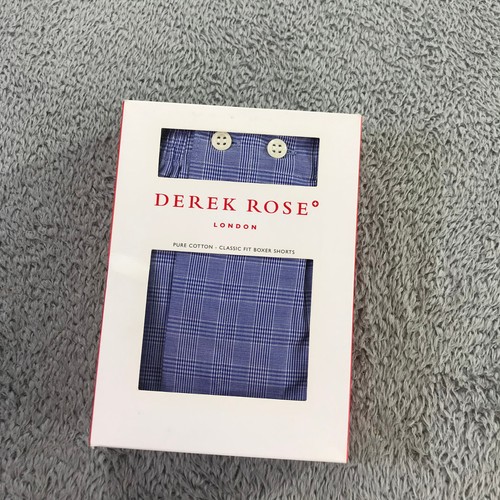 DEREK ROSE°
LONDON
PURE COTTON - CLASSIC FIT BOXER SHORTS